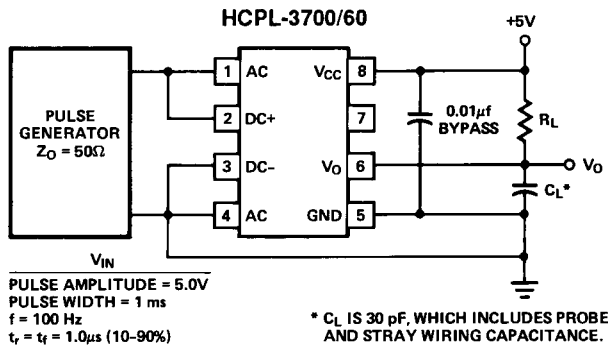 HCPL-3700/60
+5V
PULSE
GENERATOR
Z_O = 50Ω
1 AC
2 DC+
3 DC-
4 AC
V_CC 8
7
V_O 6
GND 5
0.01μf
BYPASS
R_L
V_O
C_L*
V_IN
PULSE AMPLITUDE = 5.0V
PULSE WIDTH = 1 ms
f = 100 Hz
t_r = t_f = 1.0μs (10-90%)
* C_L IS 30 pF, WHICH INCLUDES PROBE
AND STRAY WIRING CAPACITANCE.